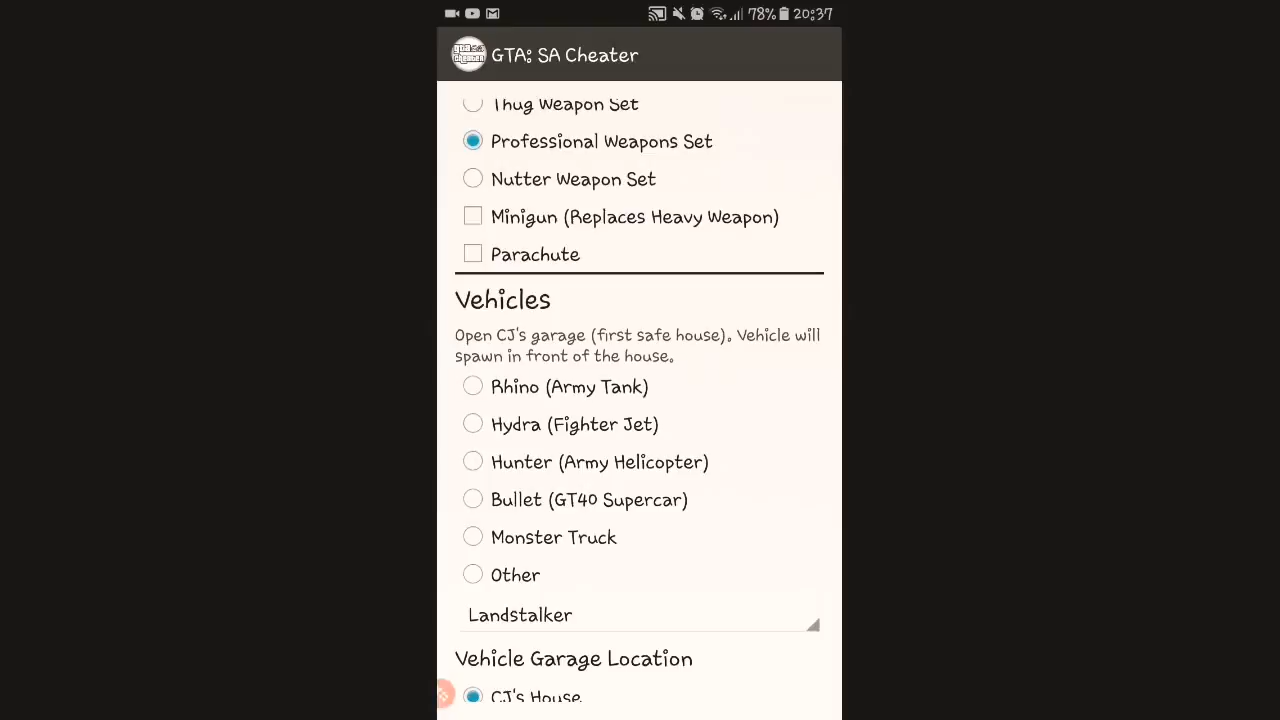 78% 20:37
GTA: SA Cheater
Thug Weapon Set
Professional Weapons Set
Nutter Weapon Set
Minigun (Replaces Heavy Weapon)
Parachute
Vehicles
Open CJ's garage (first safe house). Vehicle will
spawn in front of the house.
Rhino (Army Tank)
Hydra (Fighter Jet)
Hunter (Army Helicopter)
Bullet (GT40 Supercar)
Monster Truck
Other
Landstalker
Vehicle Garage Location
CJ's House